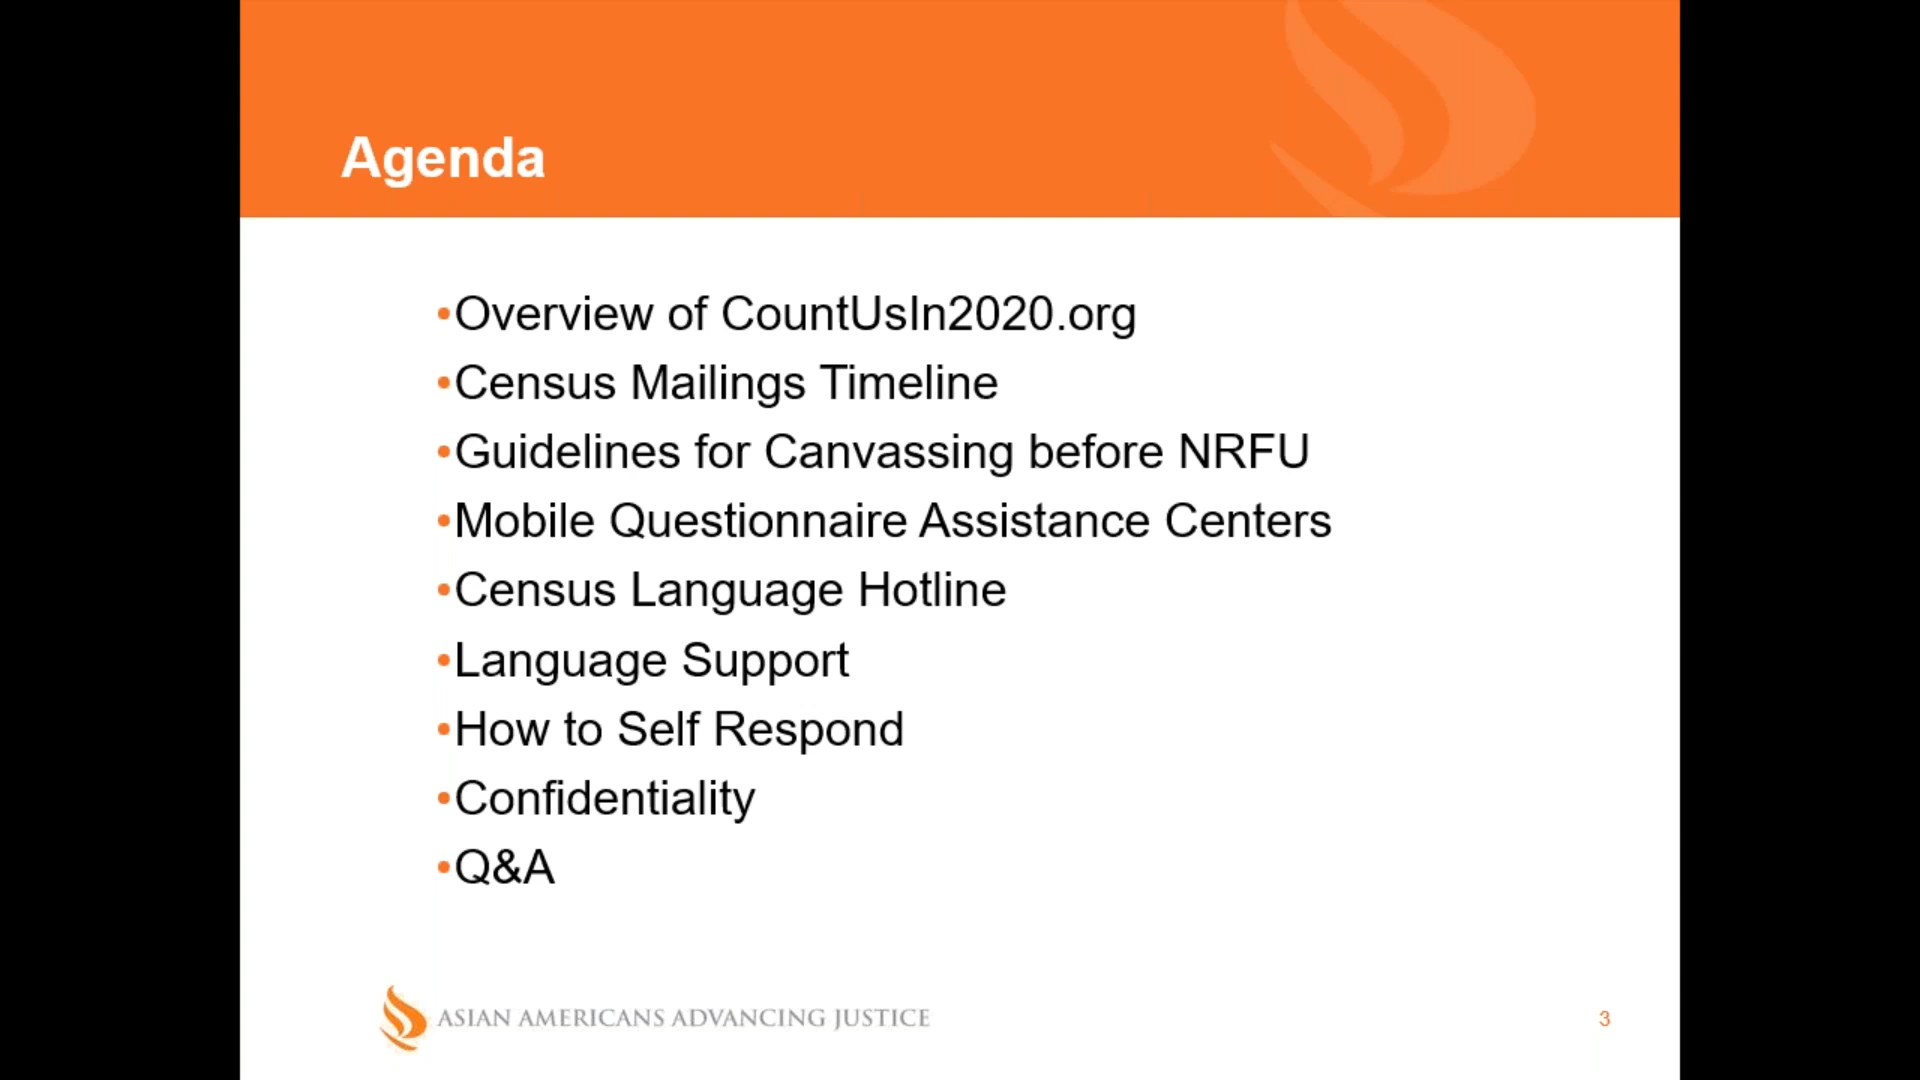 Agenda
•Overview of CountUsIn2020.org
•Census Mailings Timeline
•Guidelines for Canvassing before NRFU
•Mobile Questionnaire Assistance Centers
•Census Language Hotline
•Language Support
•How to Self Respond
•Confidentiality
•Q&A
ASIAN AMERICANS ADVANCING JUSTICE
3